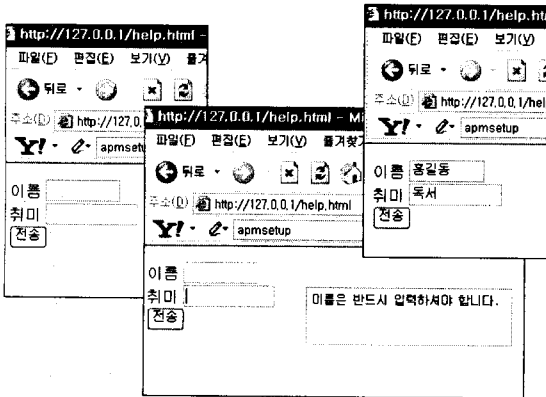 http://127.0.0.1/help.html -
파일(F) 편집(E) 보기(V) 즐겨
뒤로
주소(D) http://127.0.
Y! apmsetup
이름
취미
전송
http://127.0.0.1/help.html - Mi
파일(F) 편집(E) 보기(V) 즐겨찾기
뒤로
주소(D) http://127.0.0.1/help.html
Y! apmsetup
이름
취미
전송
이름은 반드시 입력하셔야 합니다.
http://127.0.0.1/help.ht
파일(F) 편집(E) 보기(V)
뒤로
주소(D) http://127.0.0.1/hel
Y! apmsetup
이름 홍길동
취미 독서
전송